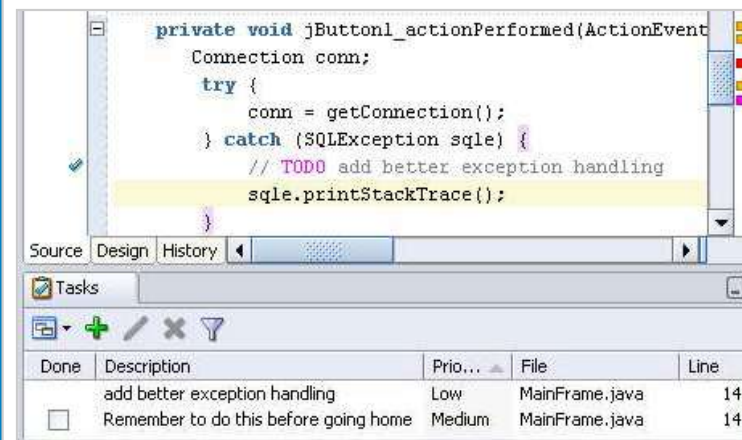 private void jButton1_actionPerformed(ActionEvent
Connection conn;
try {
conn = getConnection();
} catch (SQLException sqle) {
// TODO add better exception handling
sqle.printStackTrace();
}
Source Design History
Tasks
Done Description Prio... File Line
add better exception handling Low MainFrame.java 14
Remember to do this before going home Medium MainFrame.java 14